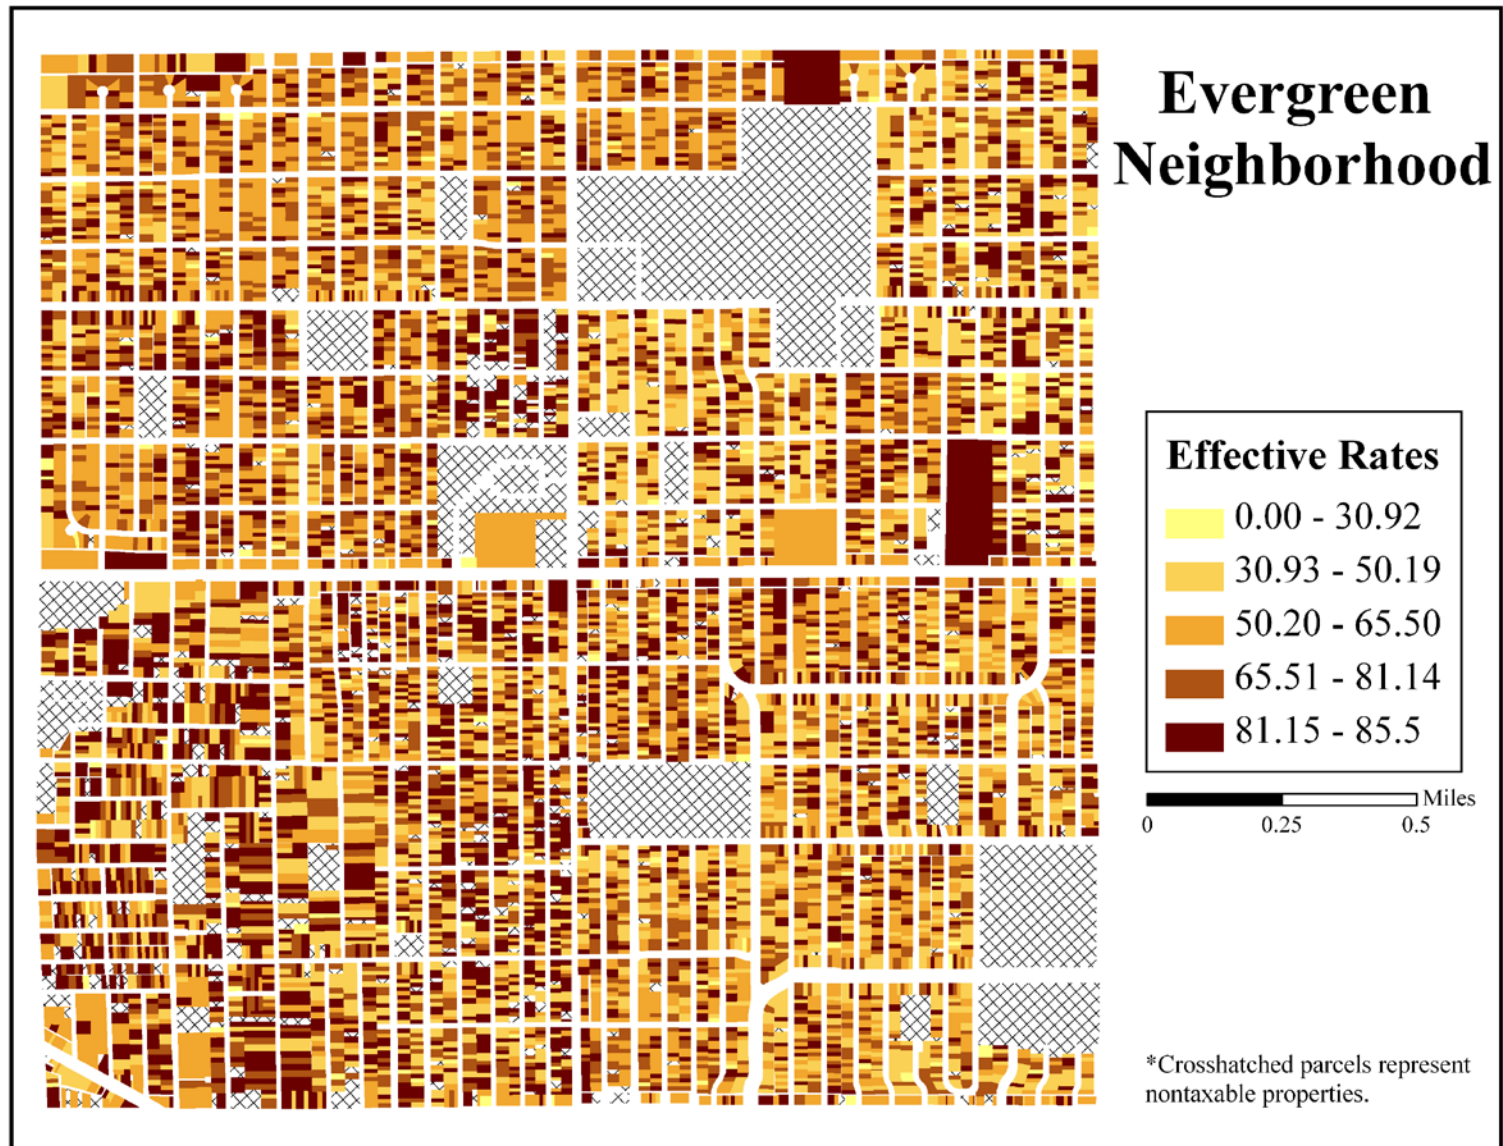 Evergreen
Neighborhood
Effective Rates
0.00 - 30.92
30.93 - 50.19
50.20 - 65.50
65.51 - 81.14
81.15 - 85.5
Miles
0 0.25 0.5
*Crosshatched parcels represent
nontaxable properties.